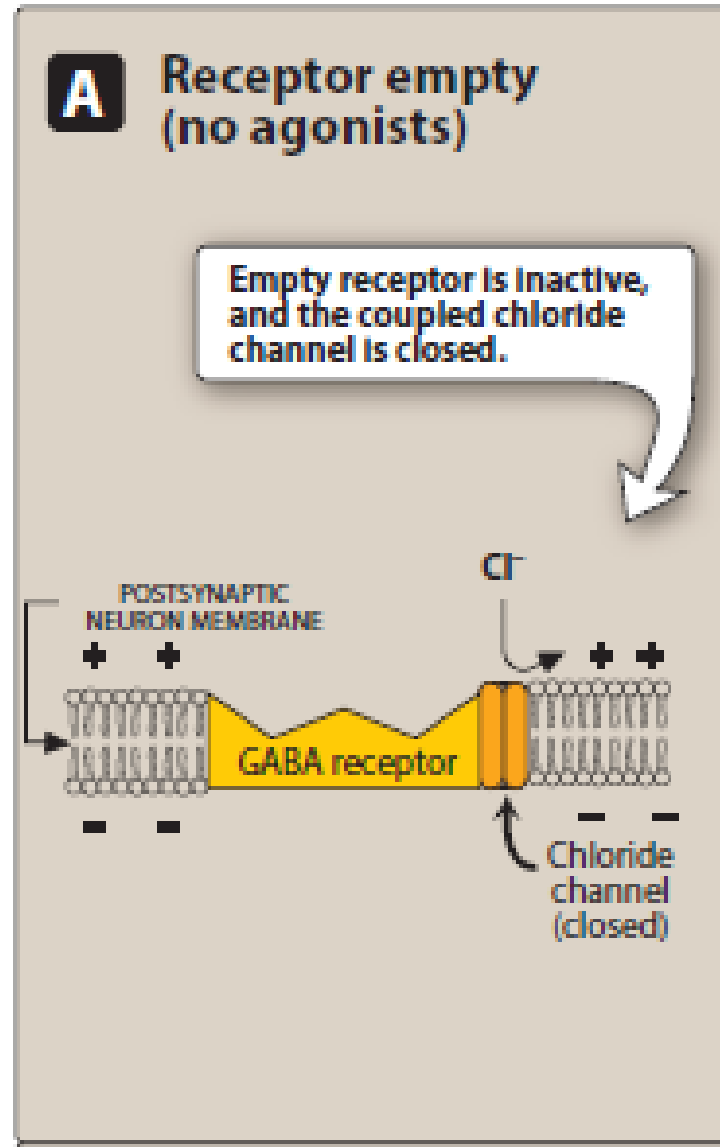 A Receptor empty
(no agonists)
Empty receptor is inactive,
and the coupled chloride
channel is closed.
Cl⁻
POSTSYNAPTIC
NEURON MEMBRANE
+ + + +
GABA receptor
− − − −
Chloride
channel
(closed)